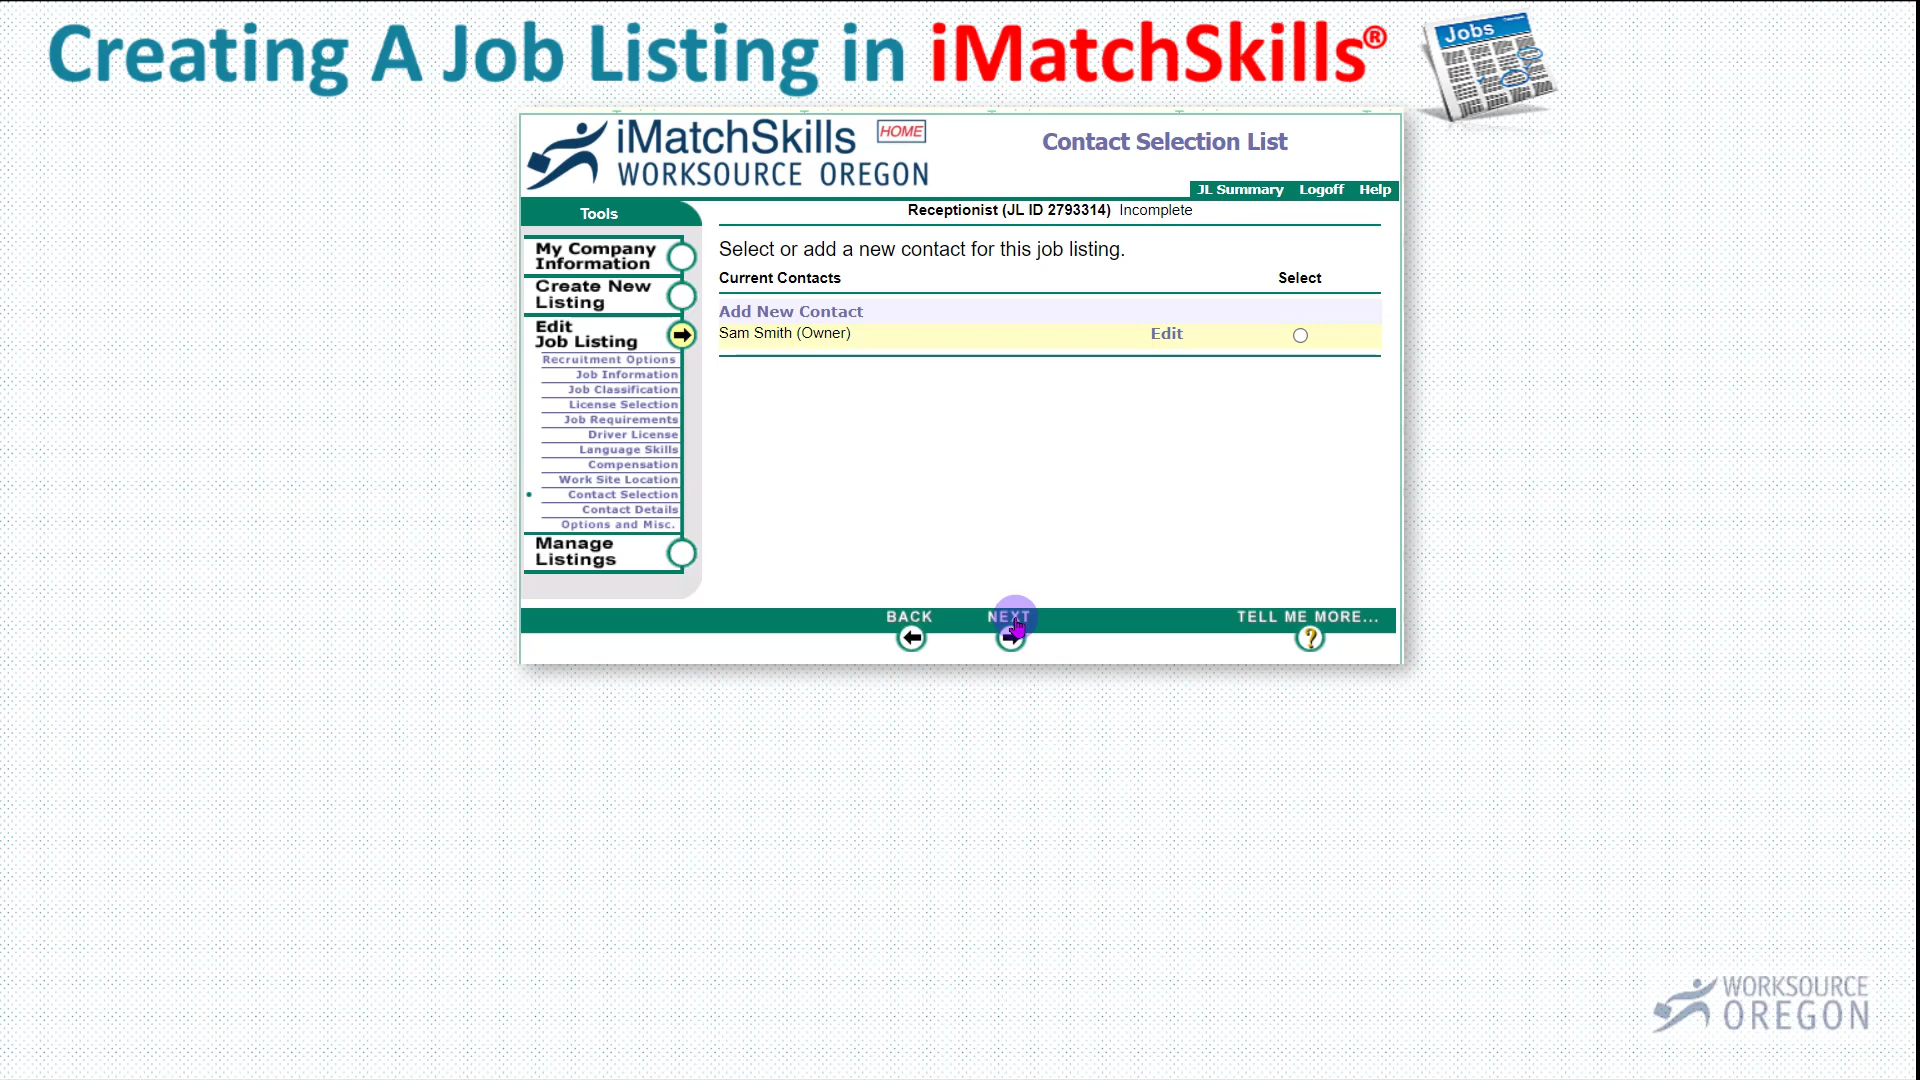 Creating A Job Listing in iMatchSkills®
Jobs
iMatchSkills
HOME
WORKSOURCE OREGON
Contact Selection List
JL Summary Logoff Help
Tools
Receptionist (JL ID 2793314) Incomplete
My Company
Information
Create New
Listing
Edit
Job Listing
Recruitment Options
Job Information
Job Classification
License Selection
Job Requirements
Driver License
Language Skills
Compensation
Work Site Location
Contact Selection
Contact Details
Options and Misc.
Manage
Listings
Select or add a new contact for this job listing.
Current Contacts Select
Add New Contact
Sam Smith (Owner) Edit
BACK NEXT TELL ME MORE...
?
WORKSOURCE
OREGON